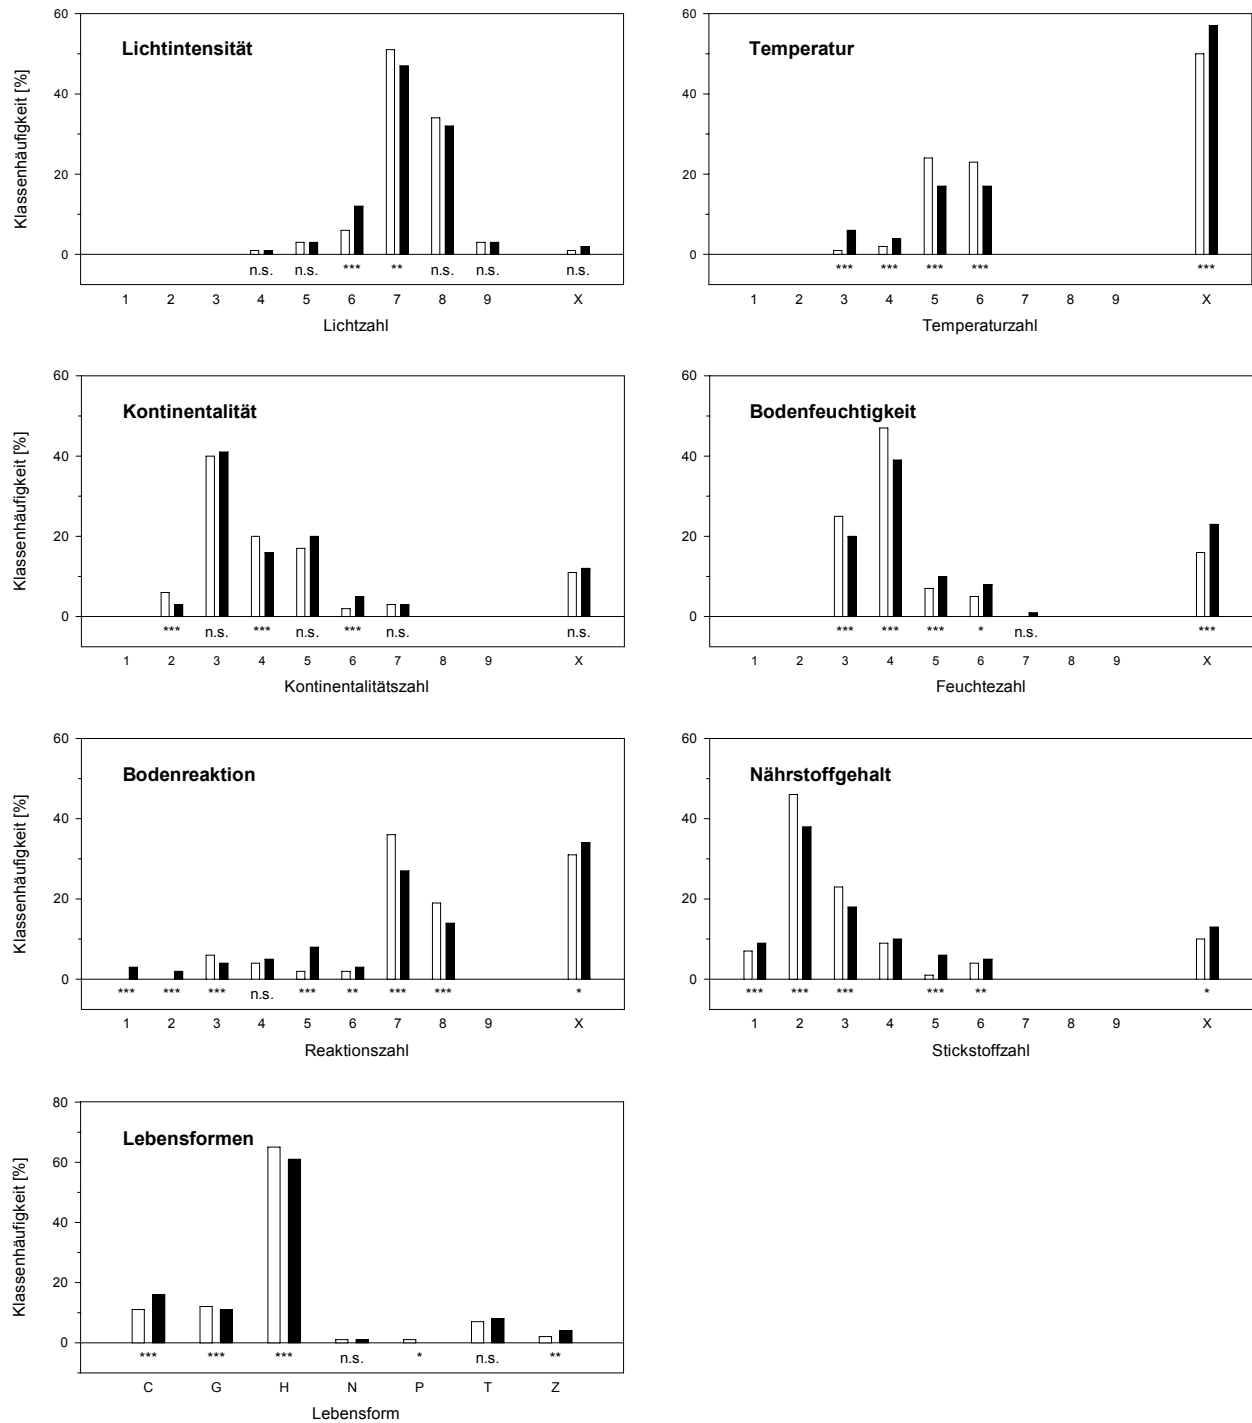 Lichtintensität
Klassenhäufigkeit [%]
60
40
20
0
n.s. n.s. *** ** n.s. n.s. n.s.
1 2 3 4 5 6 7 8 9 X
Lichtzahl
Temperatur
60
40
20
0
*** *** *** *** ***
1 2 3 4 5 6 7 8 9 X
Temperaturzahl
Kontinentalität
Klassenhäufigkeit [%]
60
40
20
0
*** n.s. *** n.s. *** n.s. n.s.
1 2 3 4 5 6 7 8 9 X
Kontinentalitätszahl
Bodenfeuchtigkeit
60
40
20
0
*** *** *** * n.s. ***
1 2 3 4 5 6 7 8 9 X
Feuchtezahl
Bodenreaktion
Klassenhäufigkeit [%]
60
40
20
0
*** *** *** n.s. *** ** *** *** *
1 2 3 4 5 6 7 8 9 X
Reaktionszahl
Nährstoffgehalt
60
40
20
0
*** *** *** *** ** *
1 2 3 4 5 6 7 8 9 X
Stickstoffzahl
Lebensformen
Klassenhäufigkeit [%]
80
60
40
20
0
*** *** *** n.s. * n.s. **
C G H N P T Z
Lebensform